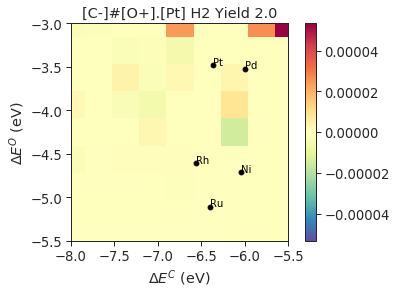 [C-]#[O+].[Pt] H2 Yield 2.0
−3.0
−3.5
−4.0
−4.5
−5.0
−5.5
ΔE^O (eV)
Pt
Pd
Rh
Ni
Ru
−8.0 −7.5 −7.0 −6.5 −6.0 −5.5
ΔE^C (eV)
0.00004
0.00002
0.00000
−0.00002
−0.00004